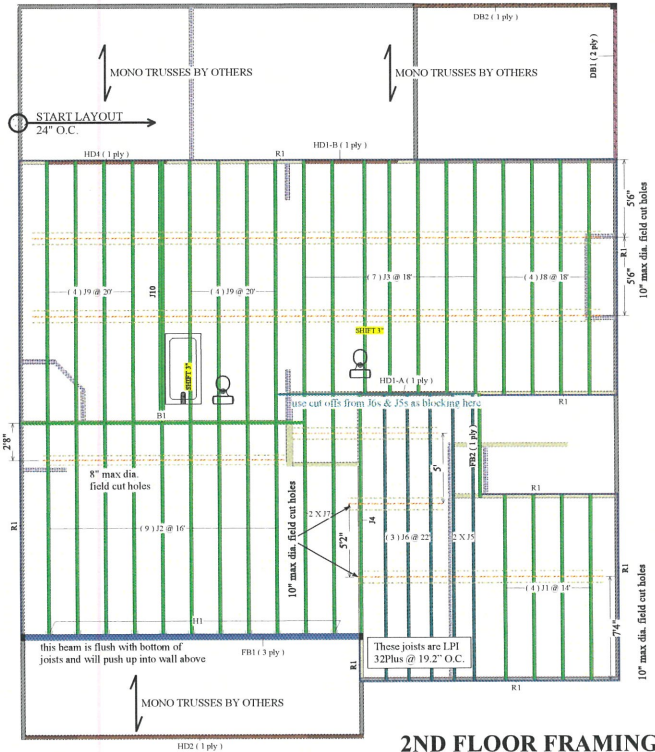 DB2 ( 1 ply )
DB1 ( 2 ply )
MONO TRUSSES BY OTHERS
MONO TRUSSES BY OTHERS
START LAYOUT
24" O.C.
HD4 ( 1 ply )
R1
HD1-B ( 1 ply )
5'6"
R1
5'6"
10" max dia. field cut holes
( 4 ) J9 @ 20'
J10
( 4 ) J9 @ 20'
( 7 ) J3 @ 18'
( 4 ) J8 @ 18'
SHIFT 1"
SHIFT 3"
HD1-A ( 1 ply )
use cut offs from J6s & J5s as blocking here
R1
B1
2'8"
8" max dia.
field cut holes
FB2 ( 1 ply )
5'
R1
R1
10" max dia. field cut holes
2 X J7
J4
5'2"
( 9 ) J2 @ 16'
( 3 ) J6 @ 22'
2 X J5
( 4 ) J1 @ 14'
R1
7'4"
10" max dia. field cut holes
H1
this beam is flush with bottom of
joists and will push up into wall above
FB1 ( 3 ply )
These joists are LPI
32Plus @ 19.2" O.C.
R1
R1
MONO TRUSSES BY OTHERS
HD2 ( 1 ply )
2ND FLOOR FRAMING